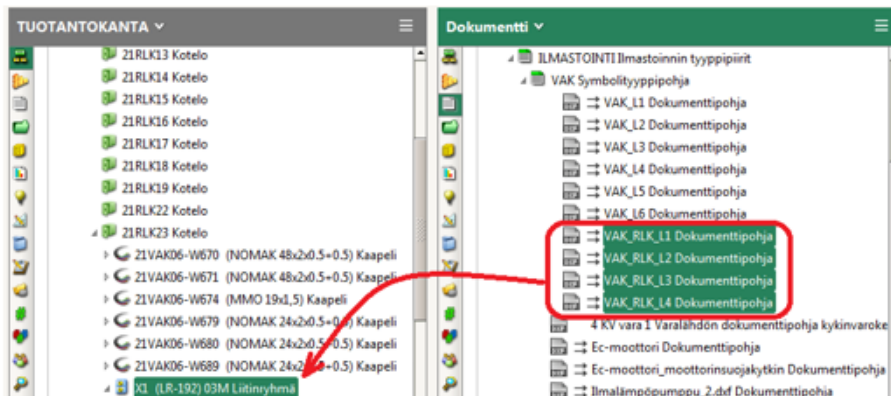 TUOTANTOKANTA
21RLK13 Kotelo
21RLK14 Kotelo
21RLK15 Kotelo
21RLK16 Kotelo
21RLK17 Kotelo
21RLK18 Kotelo
21RLK19 Kotelo
21RLK22 Kotelo
21RLK23 Kotelo
21VAK06-W670 (NOMAK 48x2x0.5+0.5) Kaapeli
21VAK06-W671 (NOMAK 48x2x0.5+0.5) Kaapeli
21VAK06-W674 (MMO 19x1,5) Kaapeli
21VAK06-W679 (NOMAK 24x2x0.5+0.5) Kaapeli
21VAK06-W680 (NOMAK 24x2x0.5+0.5) Kaapeli
21VAK06-W689 (NOMAK 24x2x0.5+0.5) Kaapeli
X1 (LR-192) 03M Liitinryhmä
Dokumentti
ILMASTOINTI Ilmastoinnin tyyppipiirit
VAK Symbolityyppipohja
VAK_L1 Dokumenttipohja
VAK_L2 Dokumenttipohja
VAK_L3 Dokumenttipohja
VAK_L4 Dokumenttipohja
VAK_L5 Dokumenttipohja
VAK_L6 Dokumenttipohja
VAK_RLK_L1 Dokumenttipohja
VAK_RLK_L2 Dokumenttipohja
VAK_RLK_L3 Dokumenttipohja
VAK_RLK_L4 Dokumenttipohja
4 KV vara 1 Varalähdön dokumenttipohja kykinvaroke
Ec-moottori Dokumenttipohja
Ec-moottori_moottorinsuojakytkin Dokumenttipohja
Ilmalämpöpumppu_2.dxf Dokumenttipohja